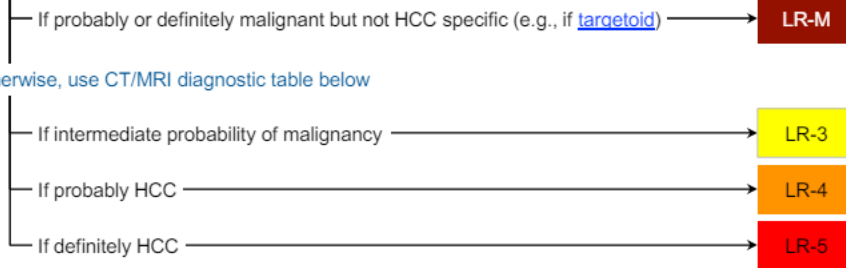 If probably or definitely malignant but not HCC specific (e.g., if targetoid) LR-M
erwise, use CT/MRI diagnostic table below
If intermediate probability of malignancy LR-3
If probably HCC LR-4
If definitely HCC LR-5